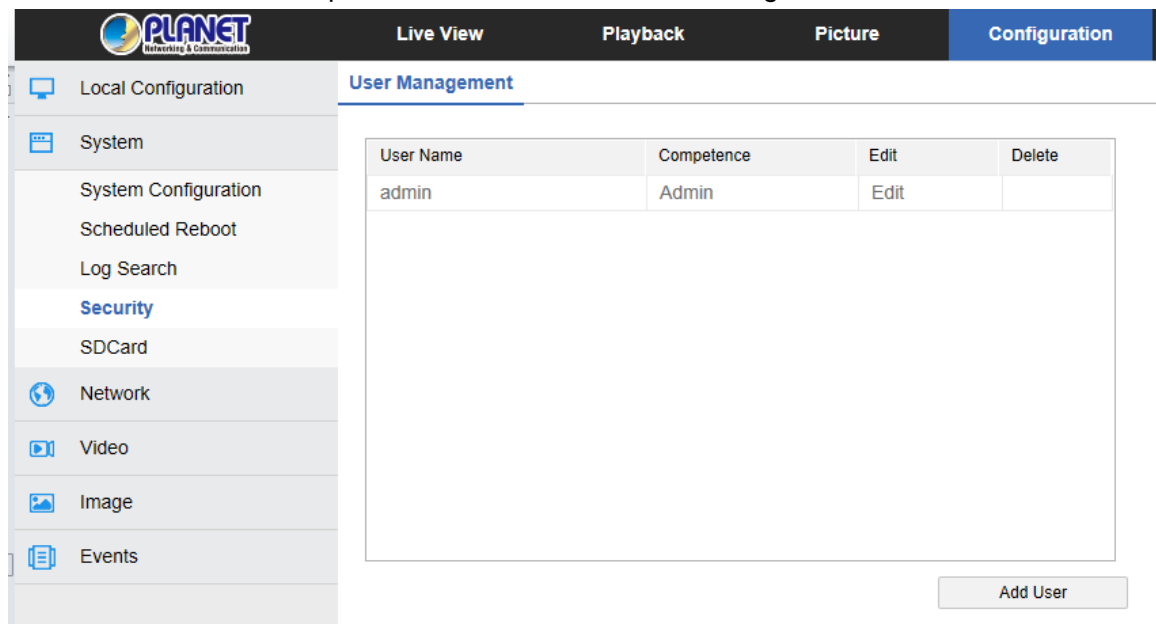 PLANET
Networking & Communication
Live View Playback Picture Configuration
Local Configuration
User Management
System
User Name Competence Edit Delete
System Configuration
admin Admin Edit
Scheduled Reboot
Log Search
Security
SDCard
Network
Video
Image
Events
Add User